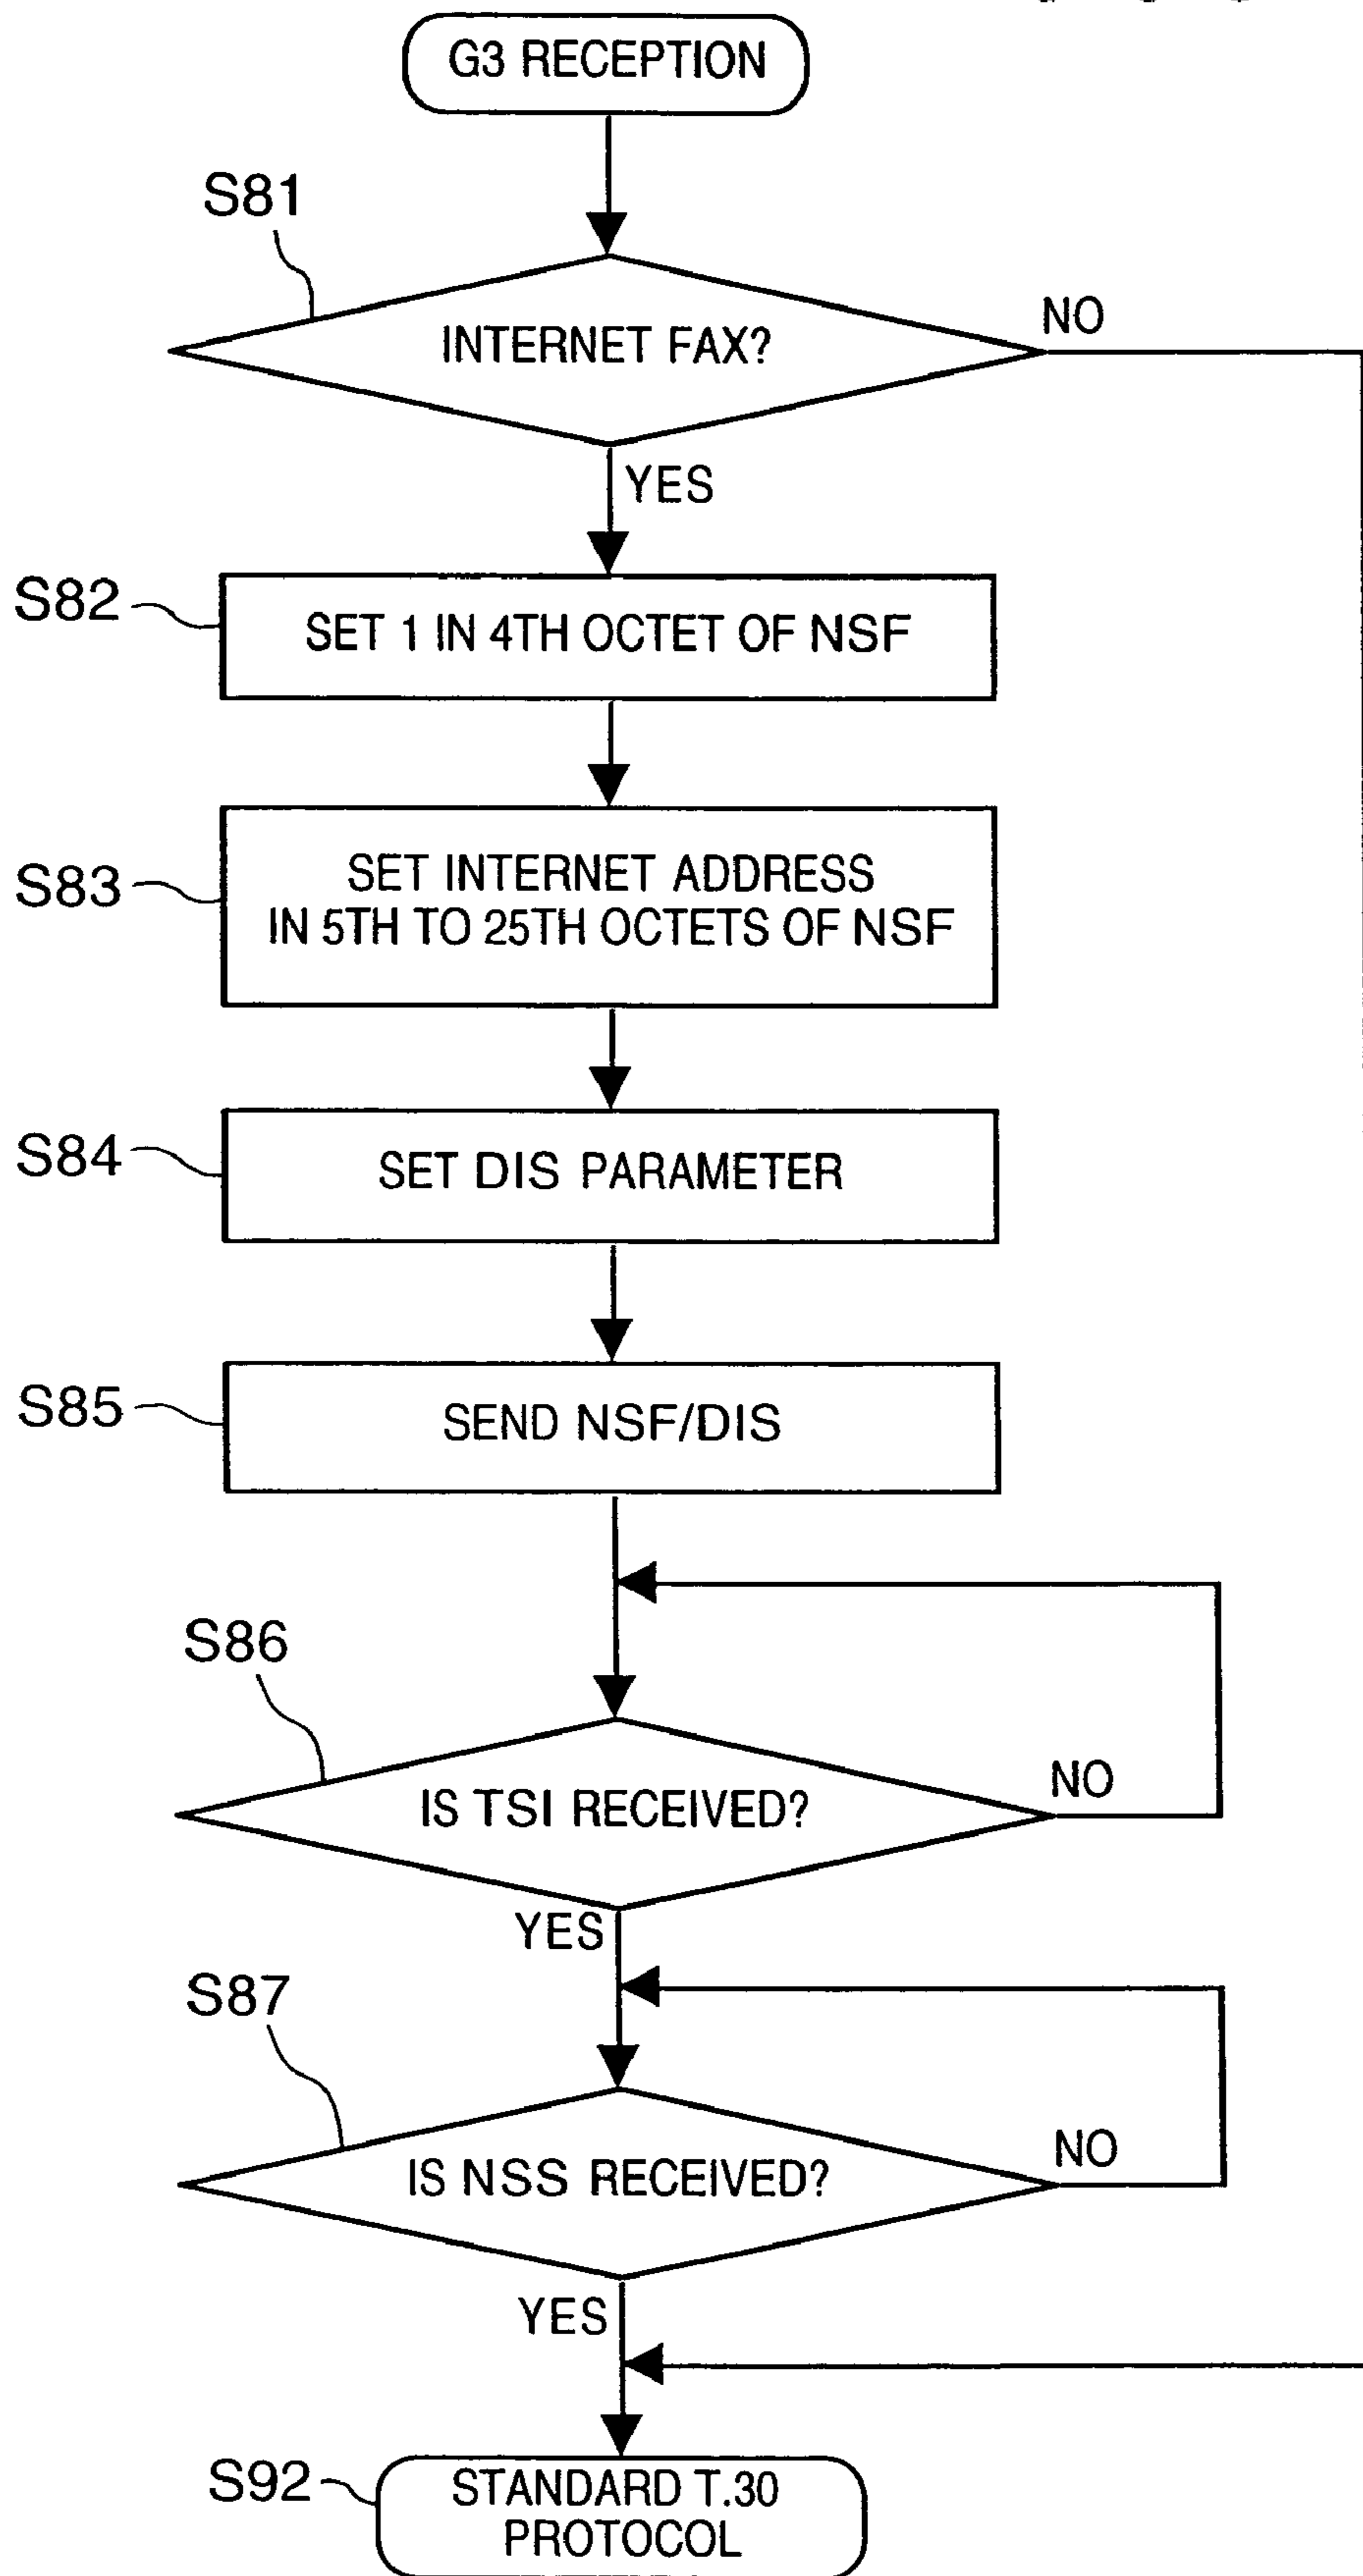 G3 RECEPTION
S81
INTERNET FAX?
NO
YES
S82
SET 1 IN 4TH OCTET OF NSF
S83
SET INTERNET ADDRESS
IN 5TH TO 25TH OCTETS OF NSF
S84
SET DIS PARAMETER
S85
SEND NSF/DIS
S86
IS TSI RECEIVED?
NO
YES
S87
IS NSS RECEIVED?
NO
YES
S92
STANDARD T.30
PROTOCOL